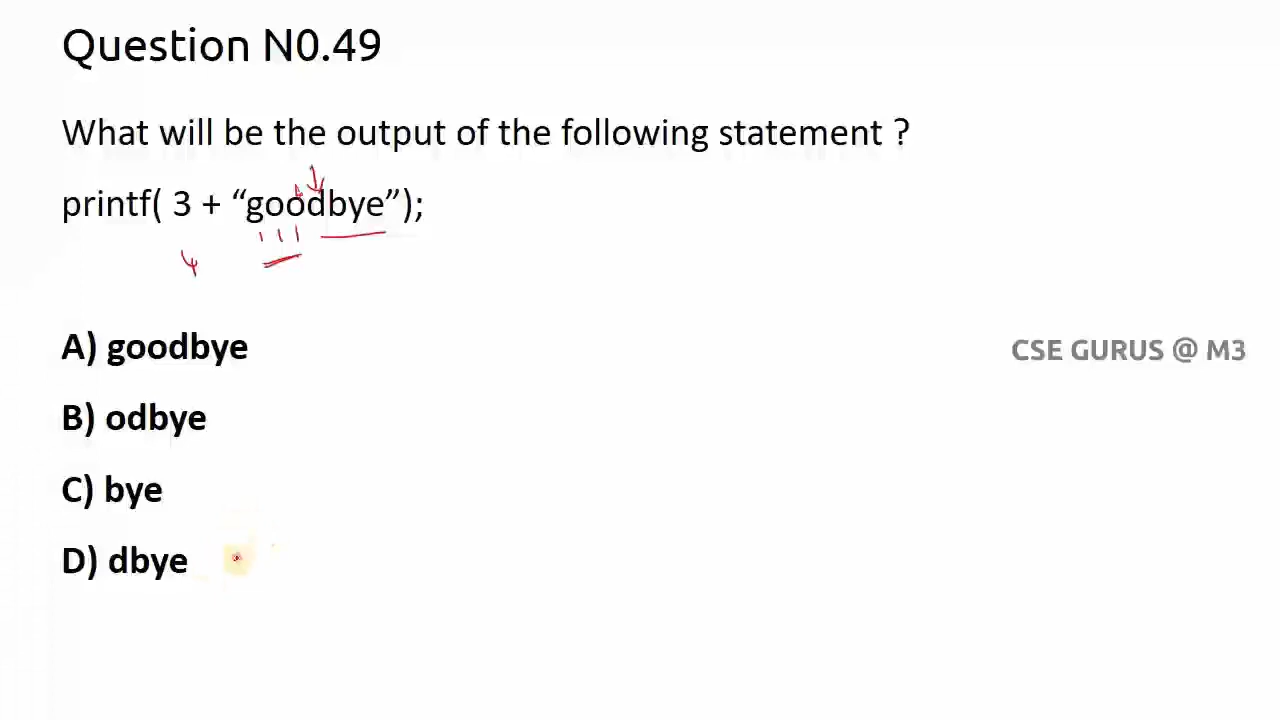 Question N0.49
What will be the output of the following statement ?
printf( 3 + “goodbye”);
A) goodbye
CSE GURUS @ M3
B) odbye
C) bye
D) dbye